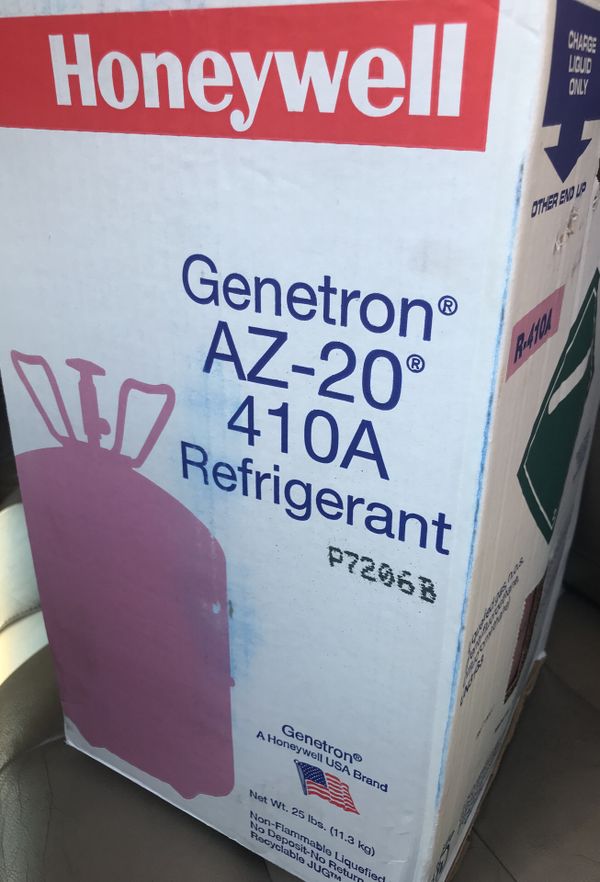 Honeywell
Genetron®
AZ-20®
410A
Refrigerant
P7206B
Genetron®
A Honeywell USA Brand
Net Wt. 25 lbs. (11.3 kg)
Non-Flammable Liquefied
No Deposit-No Return
Recyclable JUG™
CHARGE
LIQUID
ONLY
OTHER END UP
R-410A